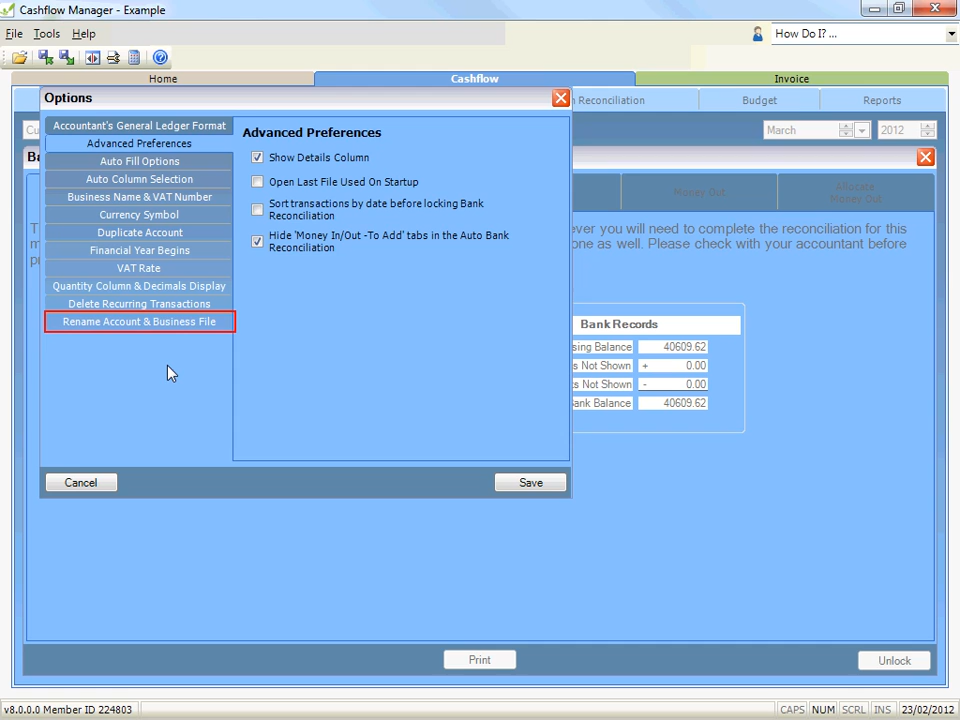 Cashflow Manager - Example
File Tools Help
How Do I? ...
Home Cashflow Invoice
Options
Reconciliation Budget Reports
Accountant's General Ledger Format
Advanced Preferences
Auto Fill Options
Auto Column Selection
Business Name & VAT Number
Currency Symbol
Duplicate Account
Financial Year Begins
VAT Rate
Quantity Column & Decimals Display
Delete Recurring Transactions
Rename Account & Business File
Advanced Preferences
Show Details Column
Open Last File Used On Startup
Sort transactions by date before locking Bank
Reconciliation
Hide 'Money In/Out -To Add' tabs in the Auto Bank
Reconciliation
Cancel Save
March 2012
Money Out
Allocate
Money Out
ever you will need to complete the reconciliation for this
one as well. Please check with your accountant before
Bank Records
sing Balance 40609.62
s Not Shown + 0.00
ts Not Shown - 0.00
ank Balance 40609.62
Print
Unlock
v8.0.0.0 Member ID 224803
CAPS NUM SCRL INS 23/02/2012